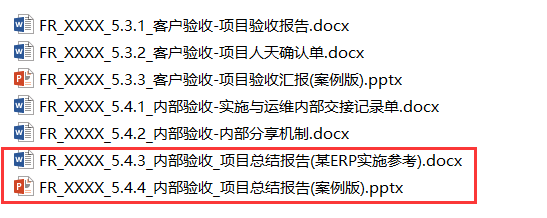 FR_XXXX_5.3.1_客户验收-项目验收报告.docx
FR_XXXX_5.3.2_客户验收-项目人天确认单.docx
FR_XXXX_5.3.3_客户验收-项目验收汇报(案例版).pptx
FR_XXXX_5.4.1_内部验收-实施与运维内部交接记录单.docx
FR_XXXX_5.4.2_内部验收-内部分享机制.docx
FR_XXXX_5.4.3_内部验收_项目总结报告(某ERP实施参考).docx
FR_XXXX_5.4.4_内部验收_项目总结报告(案例版).pptx